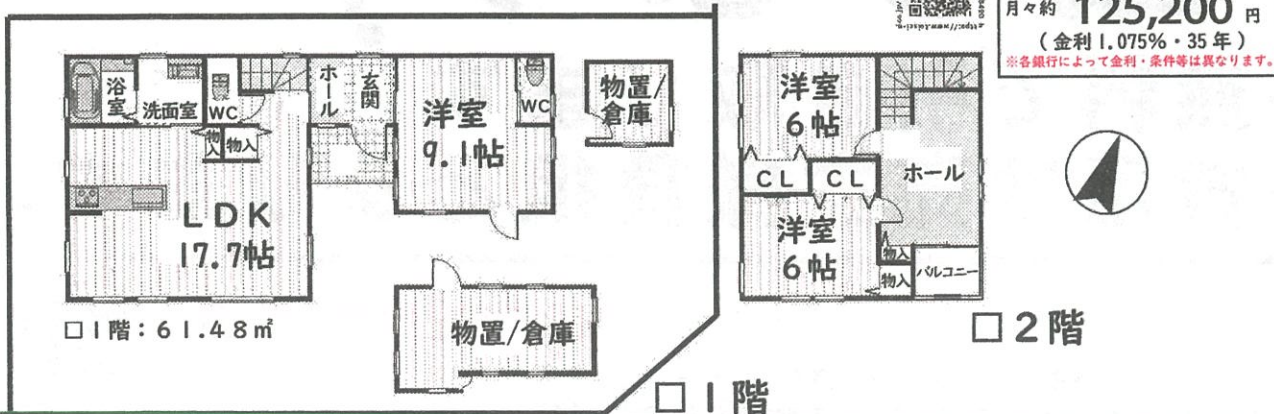 月々約 125,200 円
(金利1.075%・35年)
※各銀行によって金利・条件等は異なります。
浴室
洗面室
WC
ホール
玄関
洋室
9.1帖
WC
物置/
倉庫
物入
物入
LDK
17.7帖
物置/倉庫
□1階:61.48㎡
□1階
洋室
6帖
CL
CL
ホール
洋室
6帖
物入
物入
バルコニー
□2階